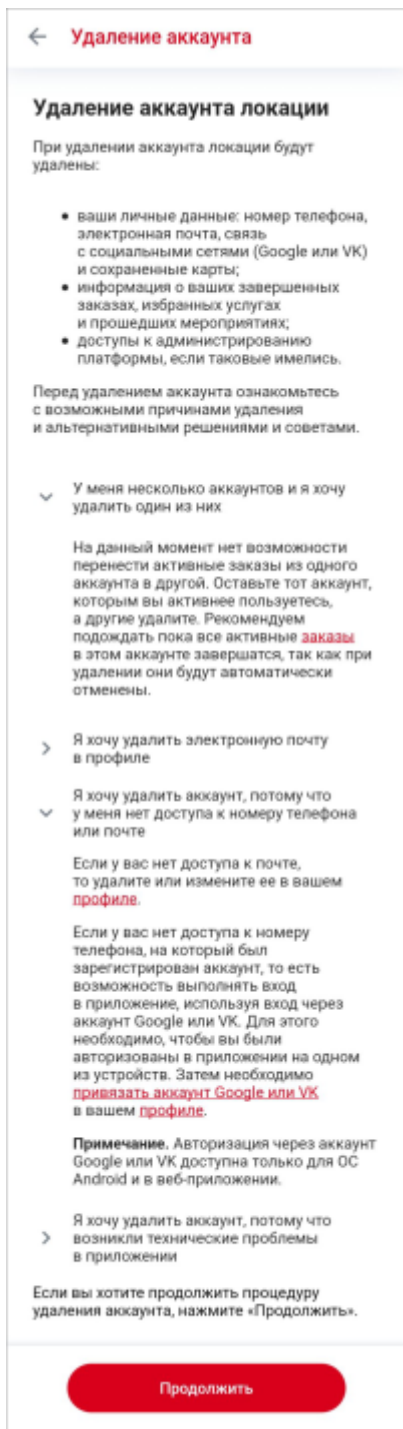 Удаление аккаунта
Удаление аккаунта локации
При удалении аккаунта локации будут
удалены:
• ваши личные данные: номер телефона,
электронная почта, связь
с социальными сетями (Google или VK)
и сохраненные карты;
• информация о ваших завершенных
заказах, избранных услугах
и прошедших мероприятиях;
• доступы к администрированию
платформы, если таковые имелись.
Перед удалением аккаунта ознакомьтесь
с возможными причинами удаления
и альтернативными решениями и советами.
У меня несколько аккаунтов и я хочу
удалить один из них
На данный момент нет возможности
перенести активные заказы из одного
аккаунта в другой. Оставьте тот аккаунт,
которым вы активнее пользуетесь,
а другие удалите. Рекомендуем
подождать пока все активные заказы
в этом аккаунте завершатся, так как при
удалении они будут автоматически
отменены.
Я хочу удалить электронную почту
в профиле
Я хочу удалить аккаунт, потому что
у меня нет доступа к номеру телефона
или почте
Если у вас нет доступа к почте,
то удалите или измените ее в вашем
профиле.
Если у вас нет доступа к номеру
телефона, на который был
зарегистрирован аккаунт, то есть
возможность выполнять вход
в приложение, используя вход через
аккаунт Google или VK. Для этого
необходимо, чтобы вы были
авторизованы в приложении на одном
из устройств. Затем необходимо
привязать аккаунт Google или VK
в вашем профиле.
Примечание. Авторизация через аккаунт
Google или VK доступна только для ОС
Android и в веб-приложении.
Я хочу удалить аккаунт, потому что
возникли технические проблемы
в приложении
Если вы хотите продолжить процедуру
удаления аккаунта, нажмите «Продолжить».
Продолжить